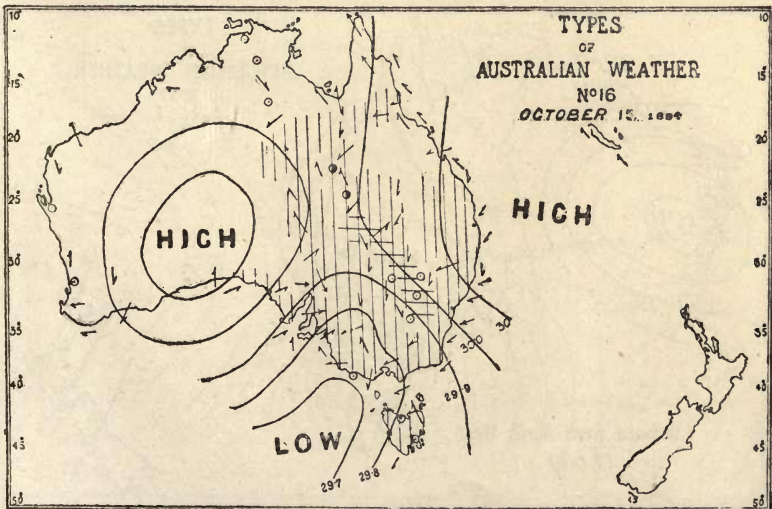 TYPES
OF
AUSTRALIAN WEATHER
Nº16
OCTOBER 15. 1884
10 10
15 15
20 20
25 25
30 30
35 35
40 40
45 45
50 50
HIGH
HIGH
LOW
30
30.0
29.9
29.8
29.7